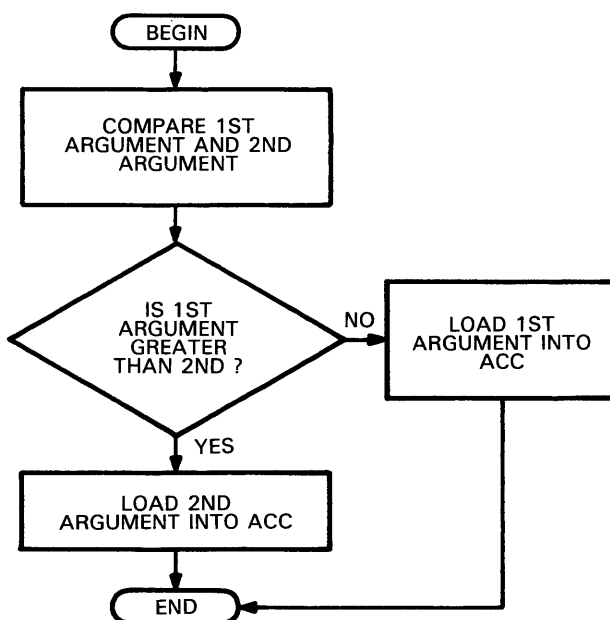 BEGIN
COMPARE 1ST
ARGUMENT AND 2ND
ARGUMENT
IS 1ST
ARGUMENT
GREATER
THAN 2ND ?
NO
LOAD 1ST
ARGUMENT INTO
ACC
YES
LOAD 2ND
ARGUMENT INTO ACC
END